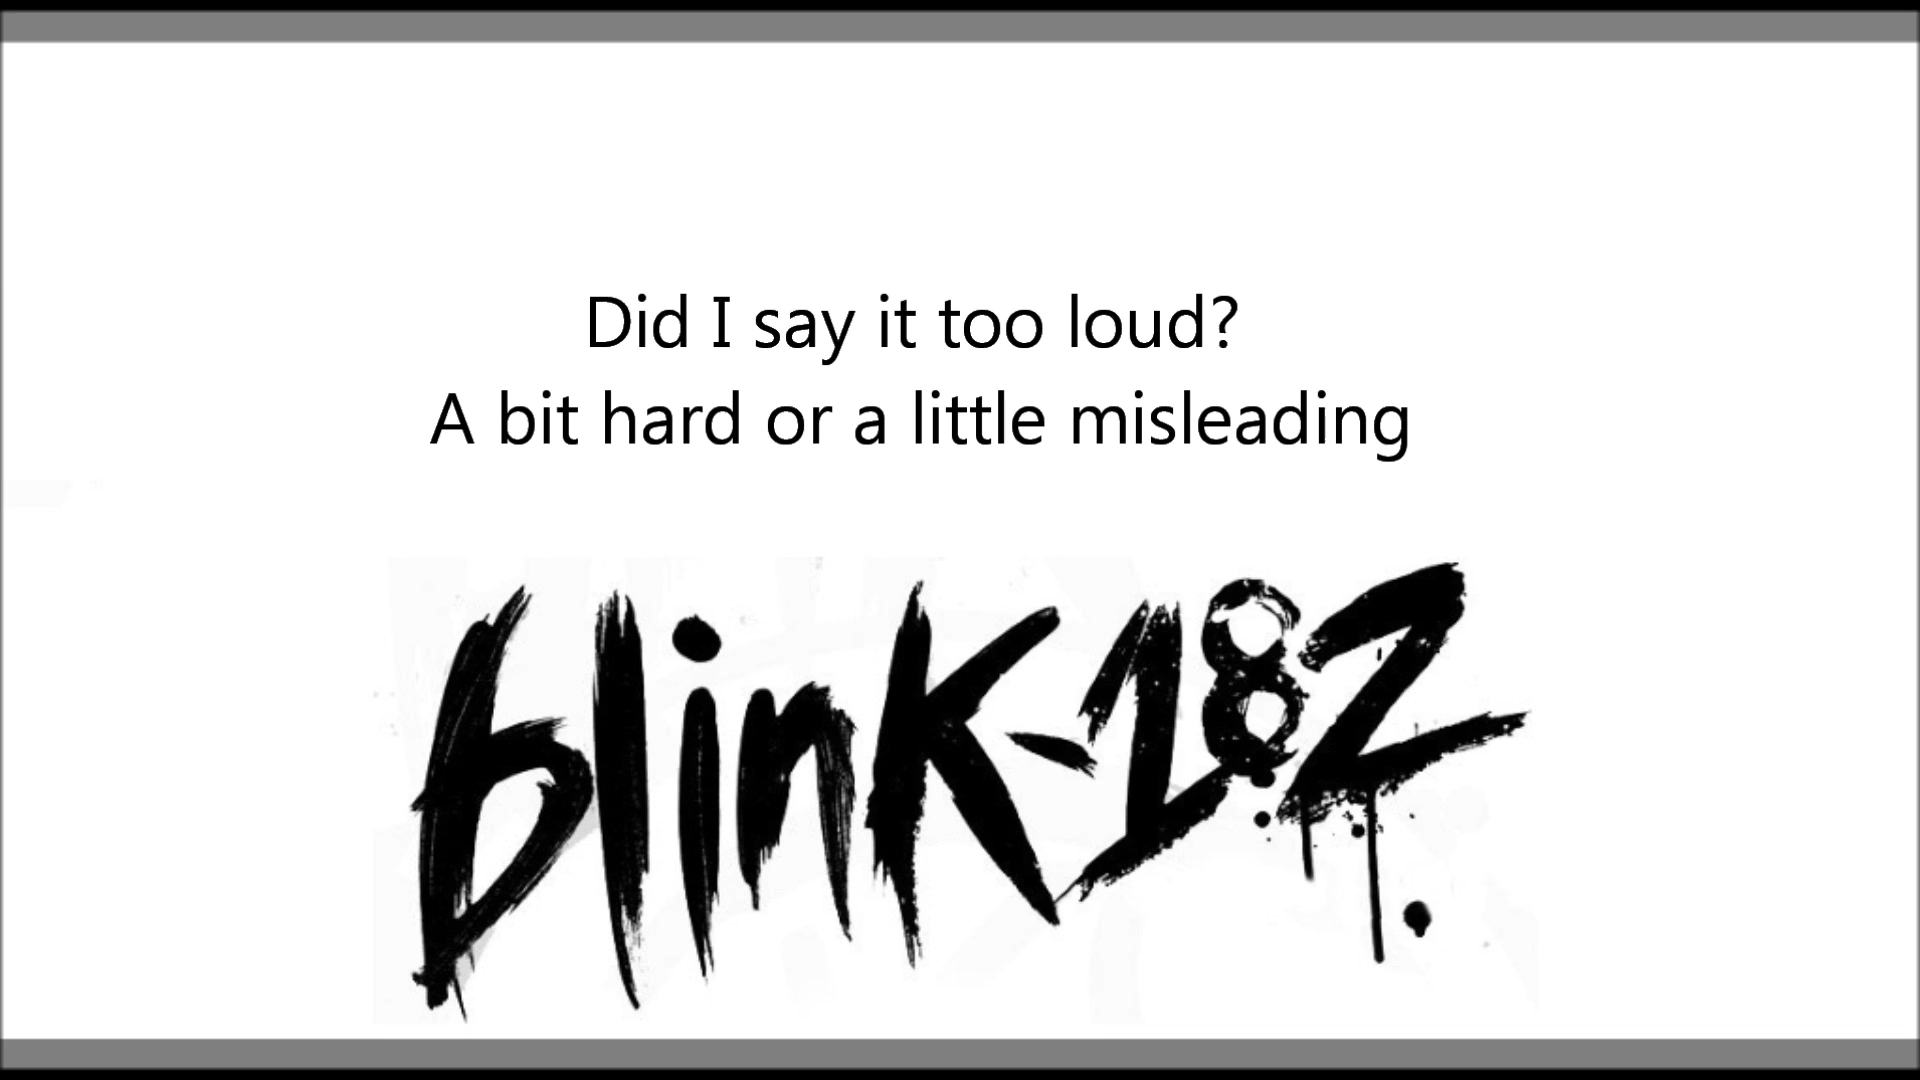 Did I say it too loud?
A bit hard or a little misleading
blink-182